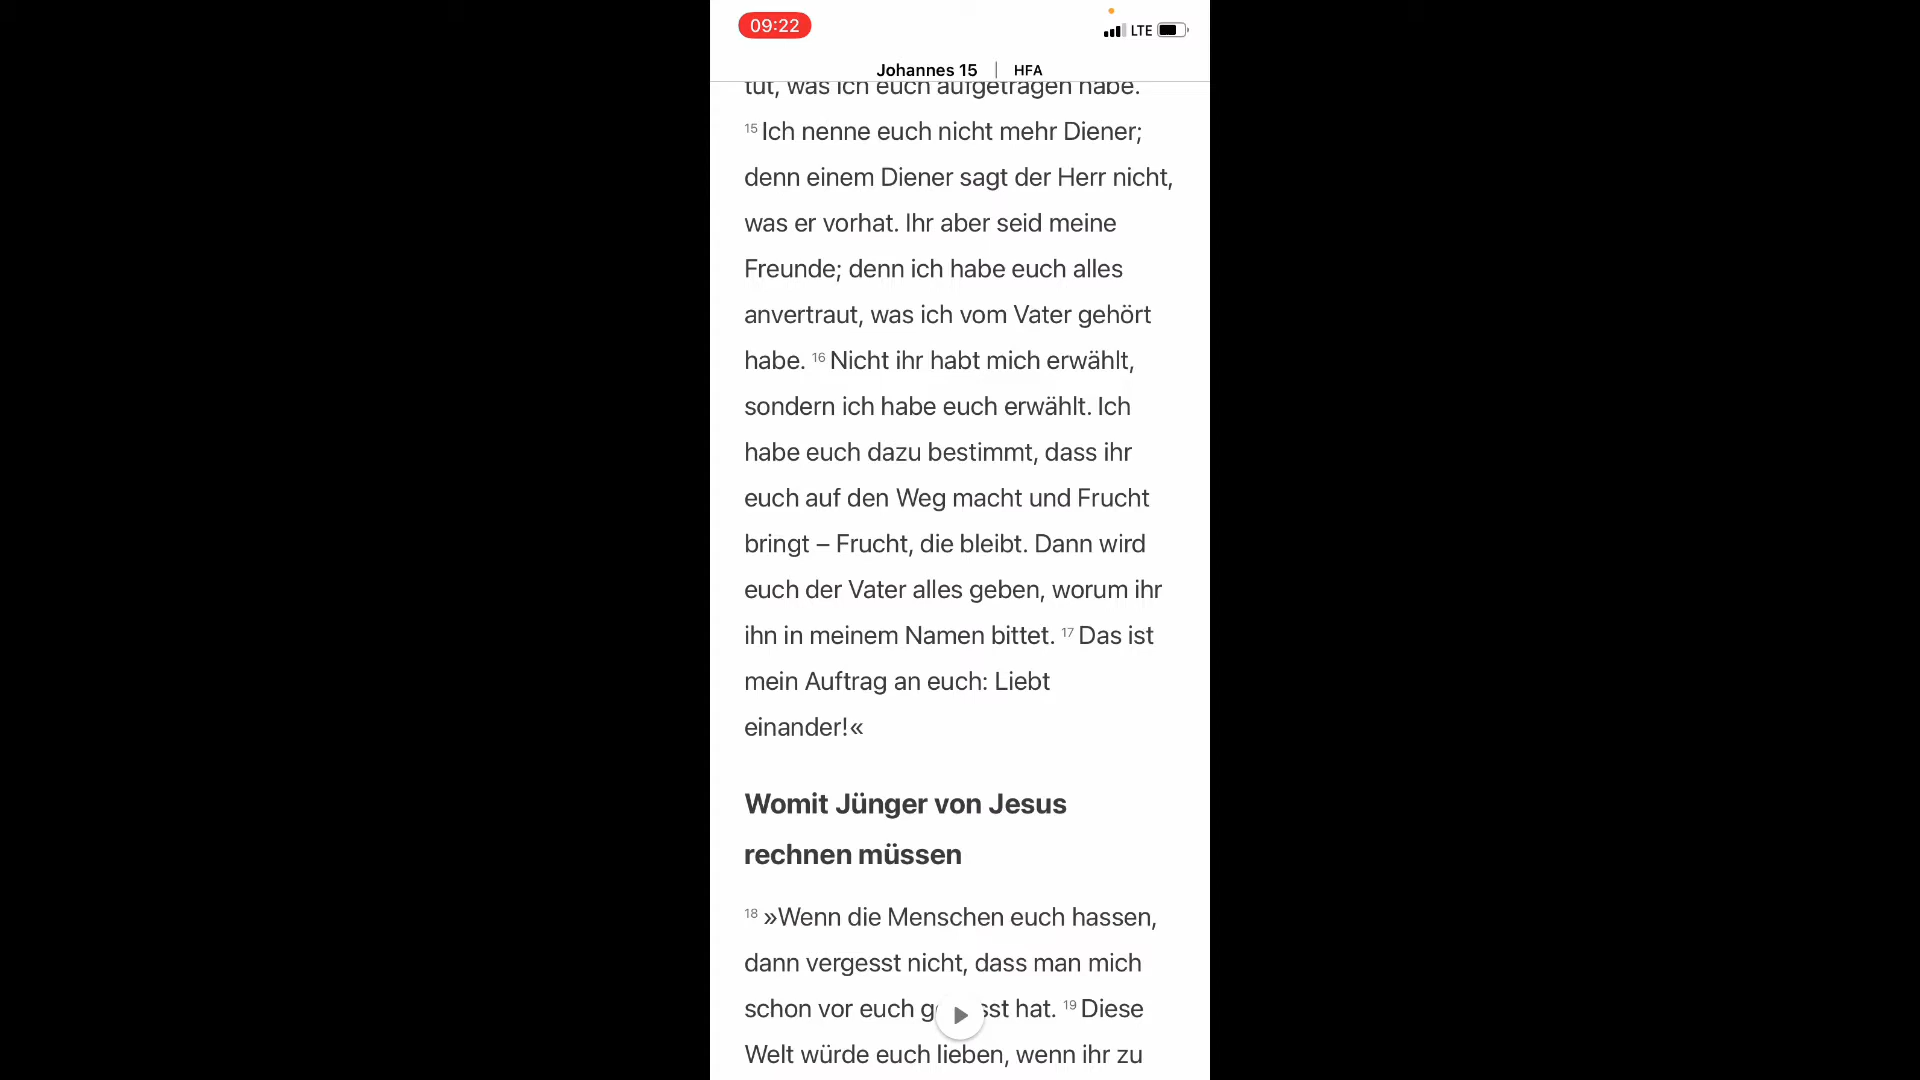 09:22
LTE
Johannes 15 | HFA
tut, was ich euch aufgetragen habe.
15 Ich nenne euch nicht mehr Diener;
denn einem Diener sagt der Herr nicht,
was er vorhat. Ihr aber seid meine
Freunde; denn ich habe euch alles
anvertraut, was ich vom Vater gehört
habe. 16 Nicht ihr habt mich erwählt,
sondern ich habe euch erwählt. Ich
habe euch dazu bestimmt, dass ihr
euch auf den Weg macht und Frucht
bringt – Frucht, die bleibt. Dann wird
euch der Vater alles geben, worum ihr
ihn in meinem Namen bittet. 17 Das ist
mein Auftrag an euch: Liebt
einander!«
Womit Jünger von Jesus
rechnen müssen
18 »Wenn die Menschen euch hassen,
dann vergesst nicht, dass man mich
schon vor euch hat. 19 Diese
Welt würde euch lieben, wenn ihr zu